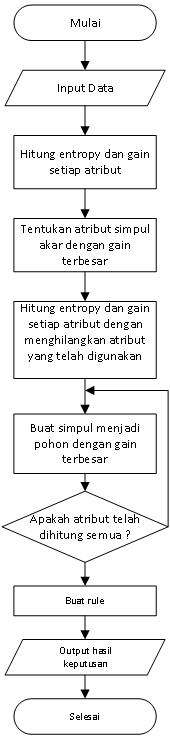 Mulai
Input Data
Hitung entropy dan gain
setiap atribut
Tentukan atribut simpul
akar dengan gain
terbesar
Hitung entropy dan gain
setiap atribut dengan
menghilangkan atribut
yang telah digunakan
Buat simpul menjadi
pohon dengan gain
terbesar
Apakah atribut telah
dihitung semua ?
Buat rule
Output hasil
keputusan
Selesai